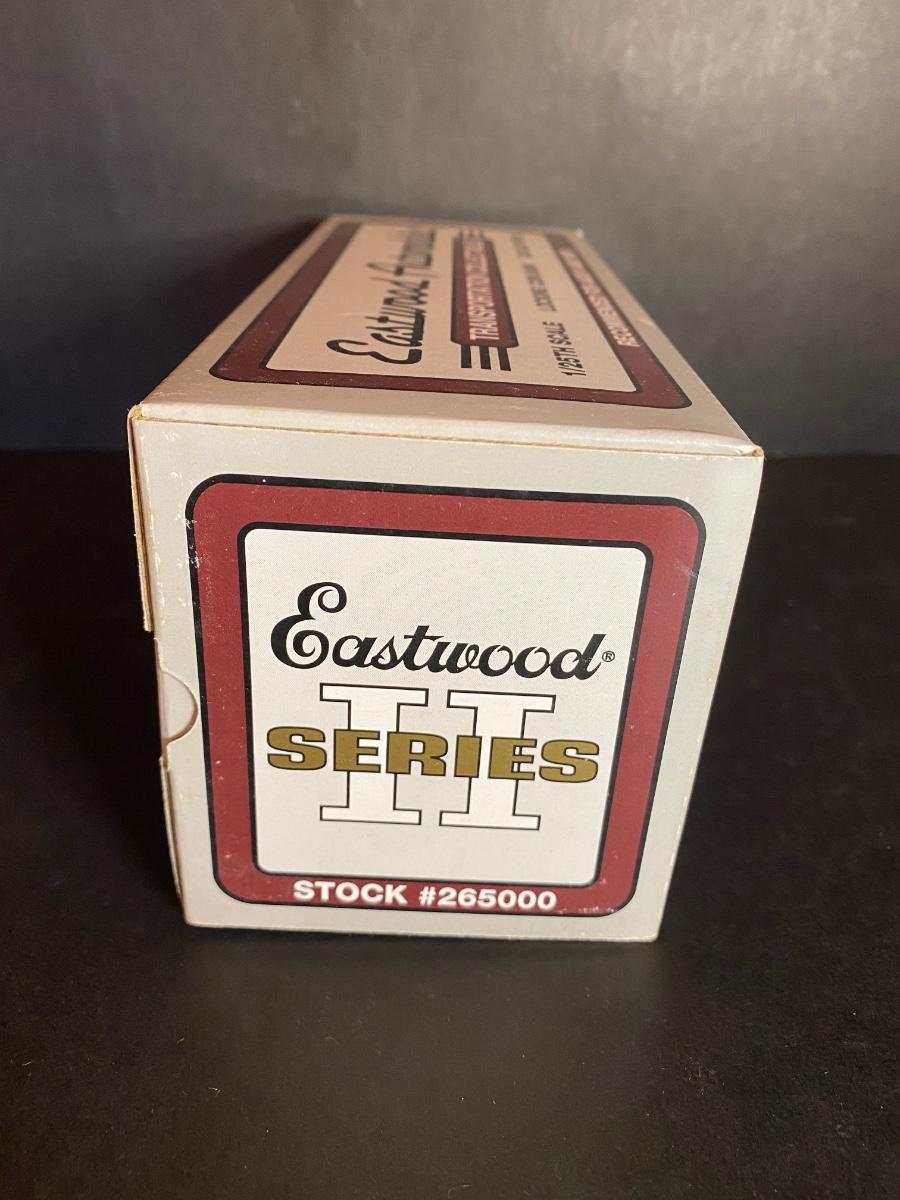 Eastwood
TRANSPORTATION
1/25TH SCALE
Eastwood®
II
SERIES
STOCK #265000